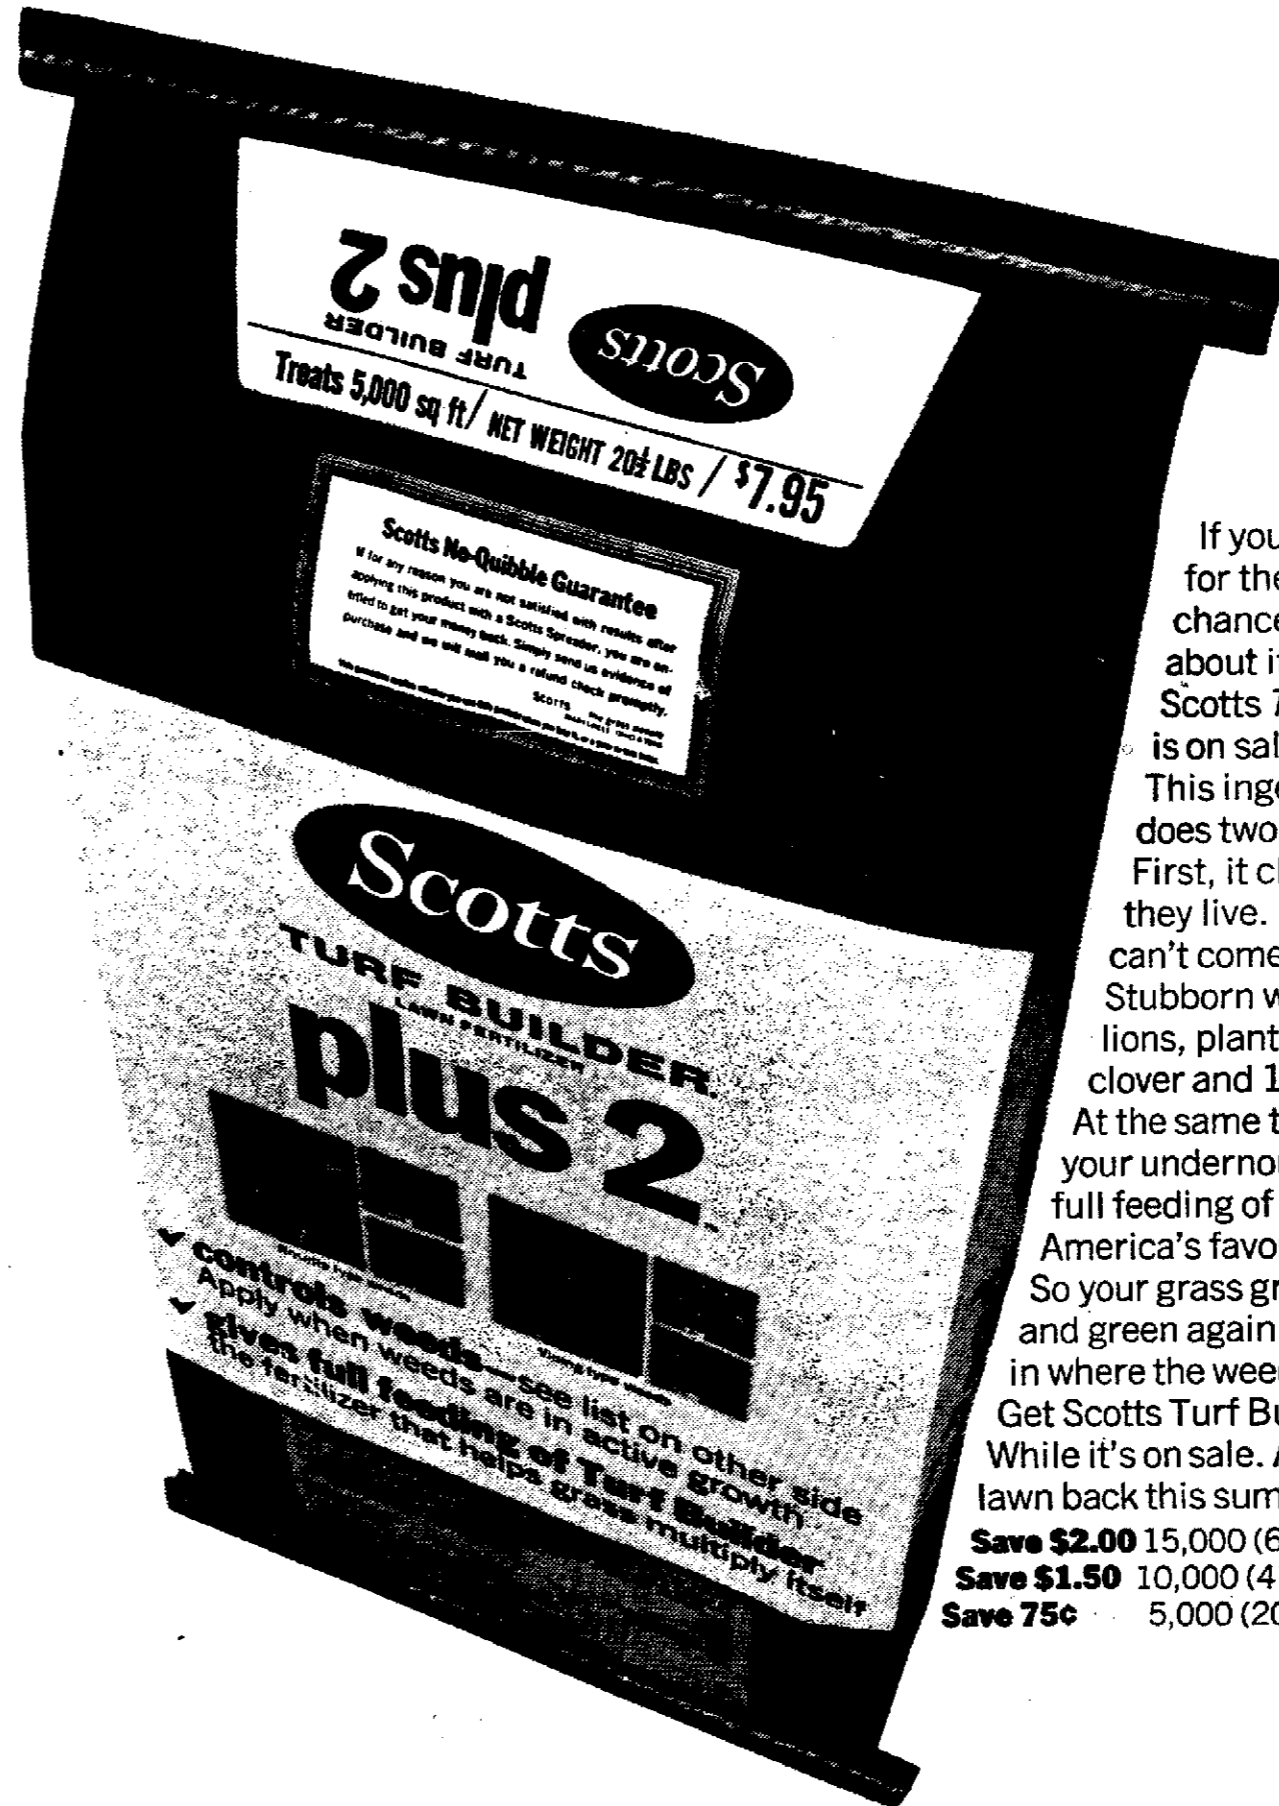 plus 2
TURF BUILDER
Scotts
Treats 5,000 sq ft / NET WEIGHT 20½ LBS / $7.95
Scotts No-Quibble Guarantee
If for any reason you are not satisfied with results after
applying this product with a Scotts Spreader, you are en-
titled to get your money back. Simply send us evidence of
purchase and we will mail you a refund check promptly.
SCOTTS
Scotts
TURF BUILDER.
LAWN FERTILIZER
plus 2
controls weeds—see list on other side
Apply when weeds are in active growth
gives full feeding of Turf Builder
the fertilizer that helps grass multiply itself
If you
for the
chance
about i
Scotts
is on sal
This inge
does two
First, it c
they live.
can't come
Stubborn w
lions, plant
clover and 1
At the same t
your underno
full feeding of
America's favo
So your grass gr
and green again
in where the wee
Get Scotts Turf Bu
While it's on sale.
lawn back this sum
Save $2.00 15,000 (6
Save $1.50 10,000 (4
Save 75¢ 5,000 (20